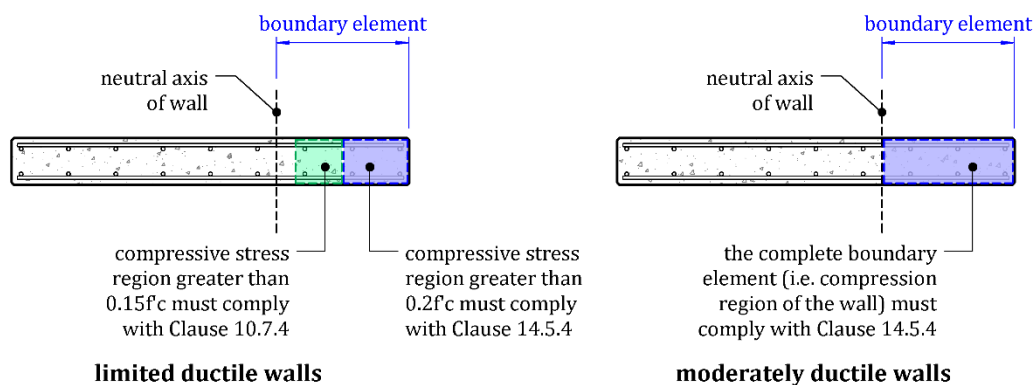 boundary element
neutral axis
of wall
compressive stress
region greater than
0.15f'c must comply
with Clause 10.7.4
compressive stress
region greater than
0.2f'c must comply
with Clause 14.5.4
limited ductile walls
boundary element
neutral axis
of wall
the complete boundary
element (i.e. compression
region of the wall) must
comply with Clause 14.5.4
moderately ductile walls